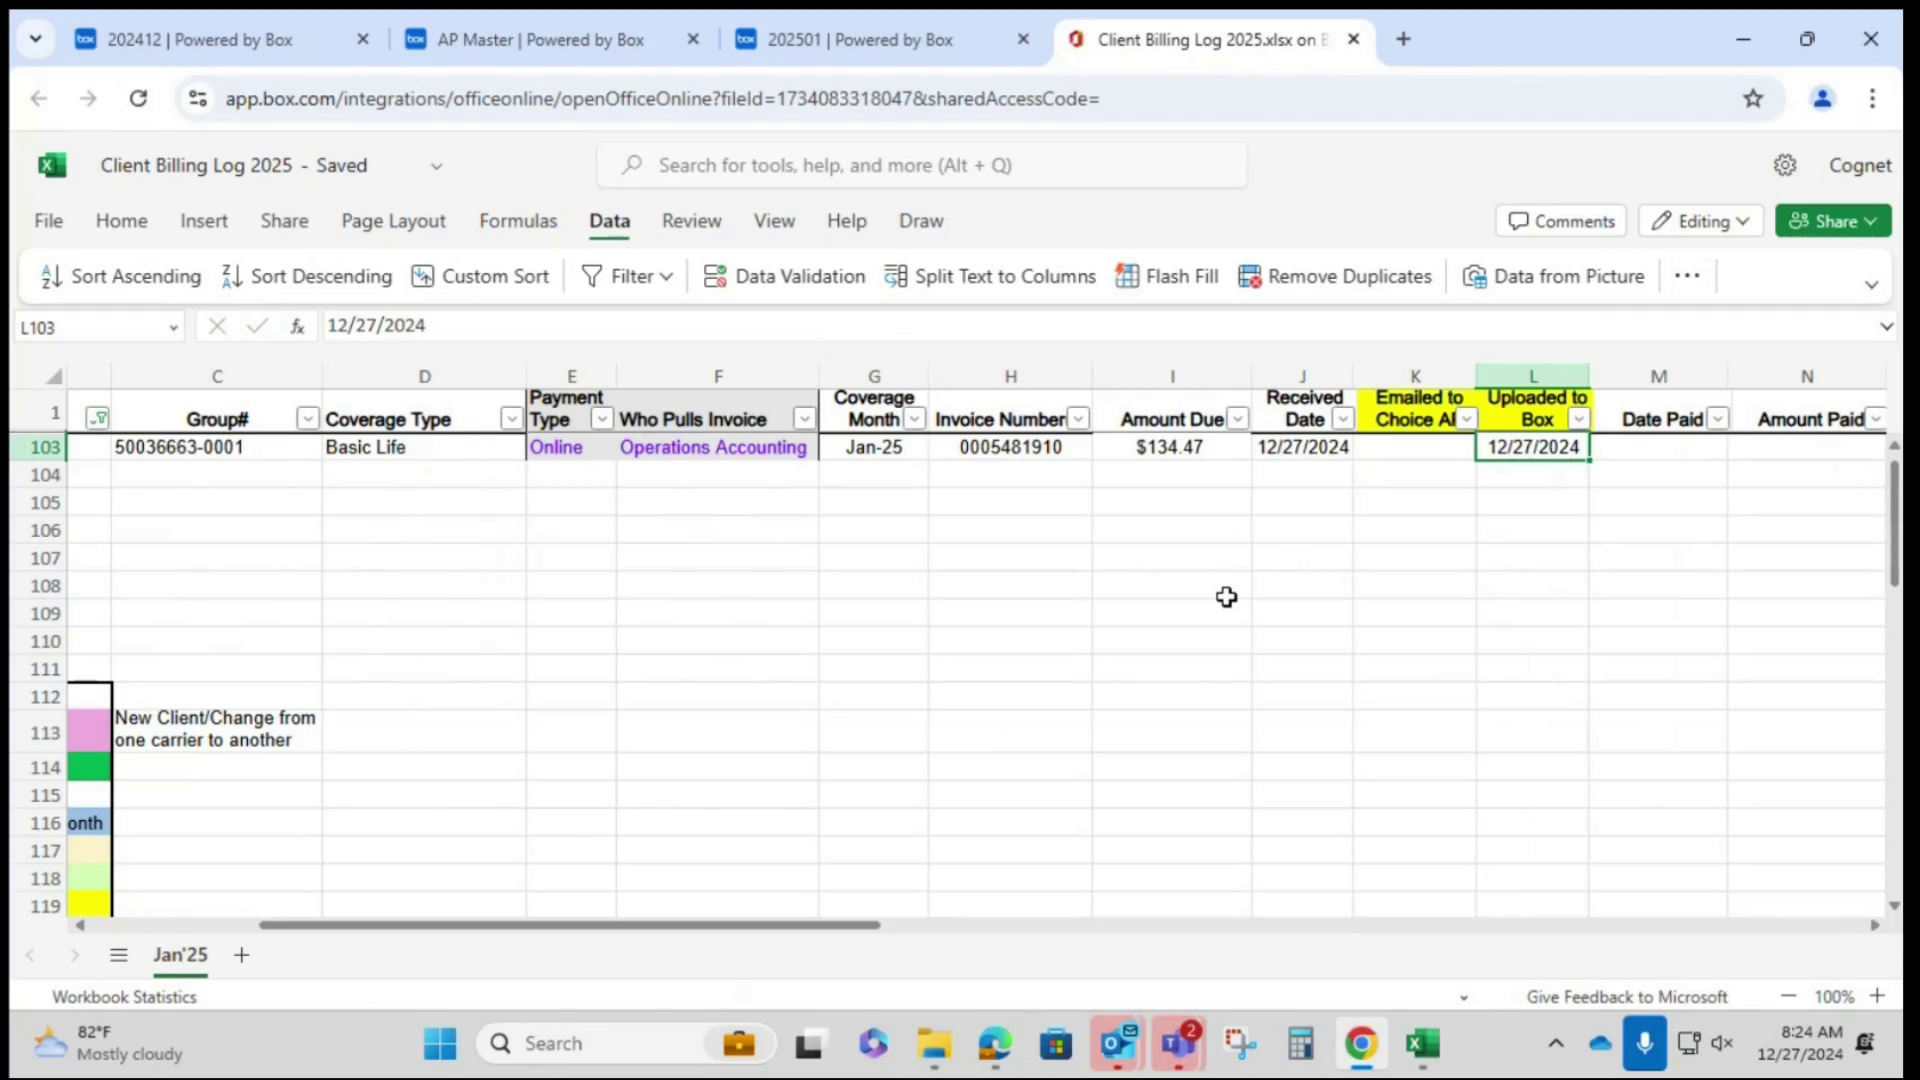 202412 | Powered by Box
AP Master | Powered by Box
202501 | Powered by Box
Client Billing Log 2025.xlsx on B
app.box.com/integrations/officeonline/openOfficeOnline?fileId=1734083318047&sharedAccessCode=
Client Billing Log 2025 - Saved
Search for tools, help, and more (Alt + Q)
Cognet
File Home Insert Share Page Layout Formulas Data Review View Help Draw
Comments Editing Share
Sort Ascending Sort Descending Custom Sort Filter Data Validation Split Text to Columns Flash Fill Remove Duplicates Data from Picture
L103 fx 12/27/2024
C D E F G H I J K L M N
Payment Coverage Received Emailed to Uploaded to
1 Group# Coverage Type Type Who Pulls Invoice Month Invoice Number Amount Due Date Choice A Box Date Paid Amount Paid
103 50036663-0001 Basic Life Online Operations Accounting Jan-25 0005481910 $134.47 12/27/2024 12/27/2024
104
105
106
107
108
109
110
111
112
New Client/Change from
113
one carrier to another
114
115
116 onth
117
118
119
Jan'25
Workbook Statistics Give Feedback to Microsoft 100%
82°F
Mostly cloudy
Search
2
8:24 AM
12/27/2024